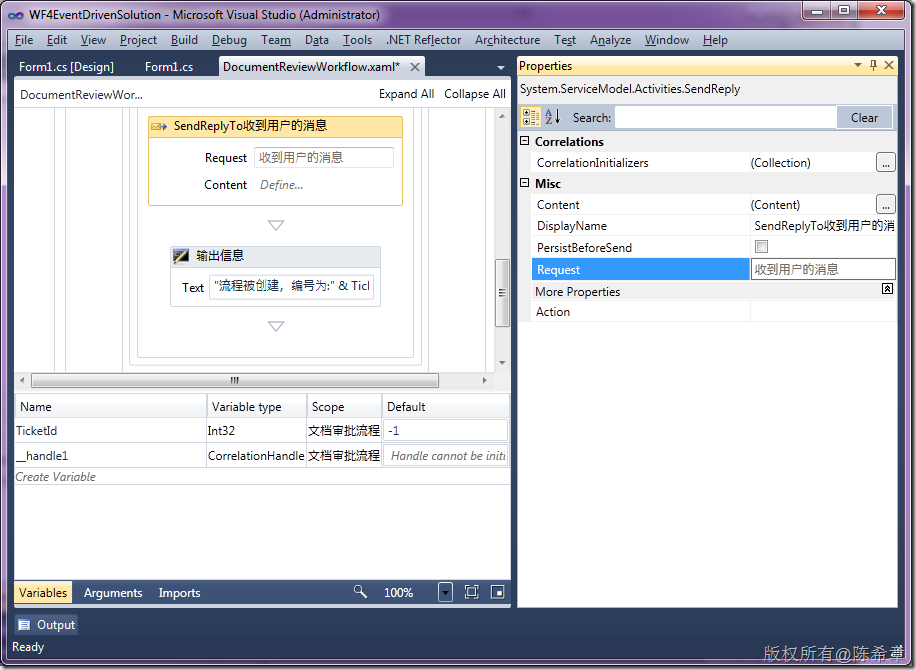 WF4EventDrivenSolution - Microsoft Visual Studio (Administrator)
File Edit View Project Build Debug Team Data Tools .NET Reflector Architecture Test Analyze Window Help
Form1.cs [Design] Form1.cs DocumentReviewWorkflow.xaml*
DocumentReviewWor... Expand All Collapse All
SendReplyTo收到用户的消息
Request 收到用户的消息
Content Define...
输出信息
Text "流程被创建，编号为:" & Ticl
Name Variable type Scope Default
TicketId Int32 文档审批流程 -1
__handle1 CorrelationHandle 文档审批流程 Handle cannot be initi
Create Variable
Variables Arguments Imports 100%
Properties
System.ServiceModel.Activities.SendReply
Search: Clear
Correlations
CorrelationInitializers (Collection) ...
Misc
Content (Content) ...
DisplayName SendReplyTo收到用户的消
PersistBeforeSend
Request 收到用户的消息
More Properties
Action
Output
Ready
版权所有@陈希章